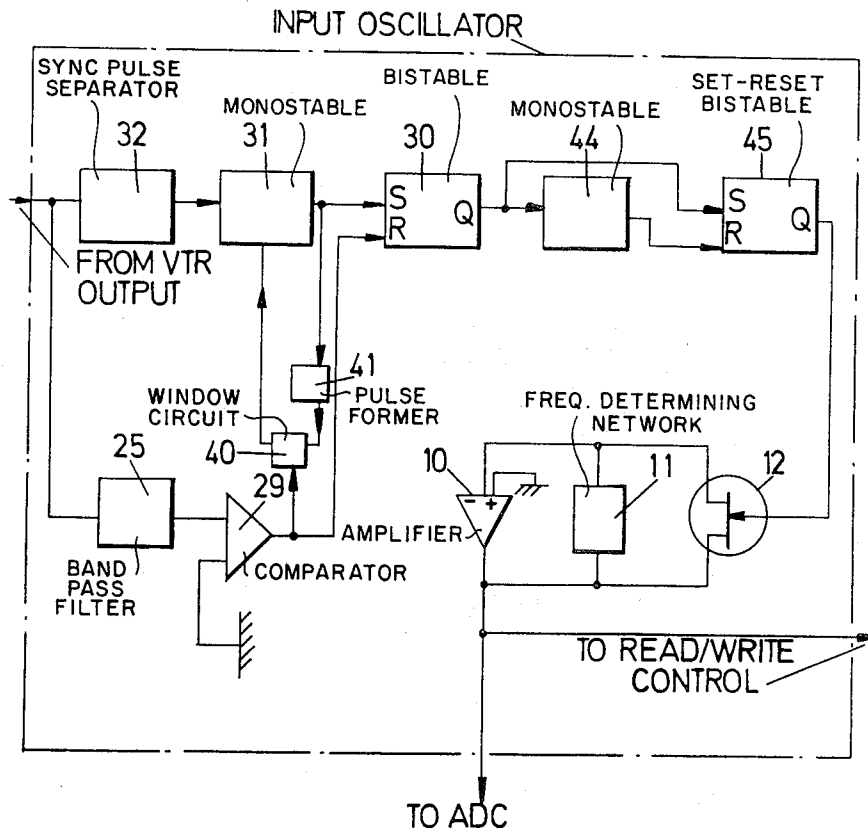 INPUT OSCILLATOR
SYNC PULSE
SEPARATOR
32
MONOSTABLE
31
BISTABLE
30
S
R
Q
MONOSTABLE
44
SET-RESET
BISTABLE
45
S
R
Q
FROM VTR
OUTPUT
41
PULSE
FORMER
WINDOW
CIRCUIT
40
FREQ. DETERMINING
NETWORK
25
BAND
PASS
FILTER
29
COMPARATOR
10
- +
AMPLIFIER
11
12
TO READ/WRITE
CONTROL
TO ADC